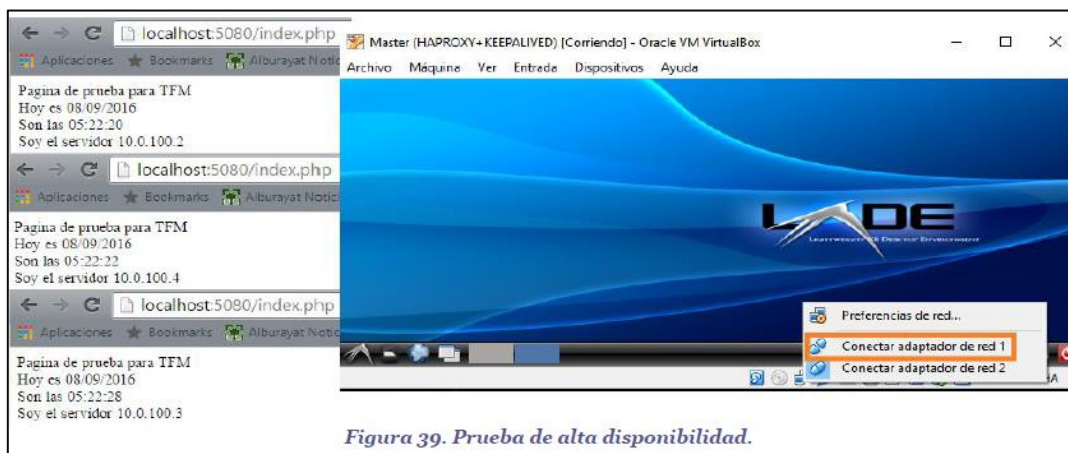 localhost:5080/index.php
Aplicaciones Bookmarks Alburayat Notic
Pagina de prueba para TFM
Hoy es 08/09/2016
Son las 05:22:20
Soy el servidor 10.0.100.2
localhost:5080/index.php
Aplicaciones Bookmarks Alburayat Notici
Pagina de prueba para TFM
Hoy es 08/09/2016
Son las 05:22:22
Soy el servidor 10.0.100.4
localhost:5080/index.php
Aplicaciones Bookmarks Alburayat Notic
Pagina de prueba para TFM
Hoy es 08/09/2016
Son las 05:22:28
Soy el servidor 10.0.100.3
Master (HAPROXY+KEEPALIVED) [Corriendo] - Oracle VM VirtualBox
Archivo Máquina Ver Entrada Dispositivos Ayuda
Preferencias de red...
Conectar adaptador de red 1
Conectar adaptador de red 2
Figura 39. Prueba de alta disponibilidad.